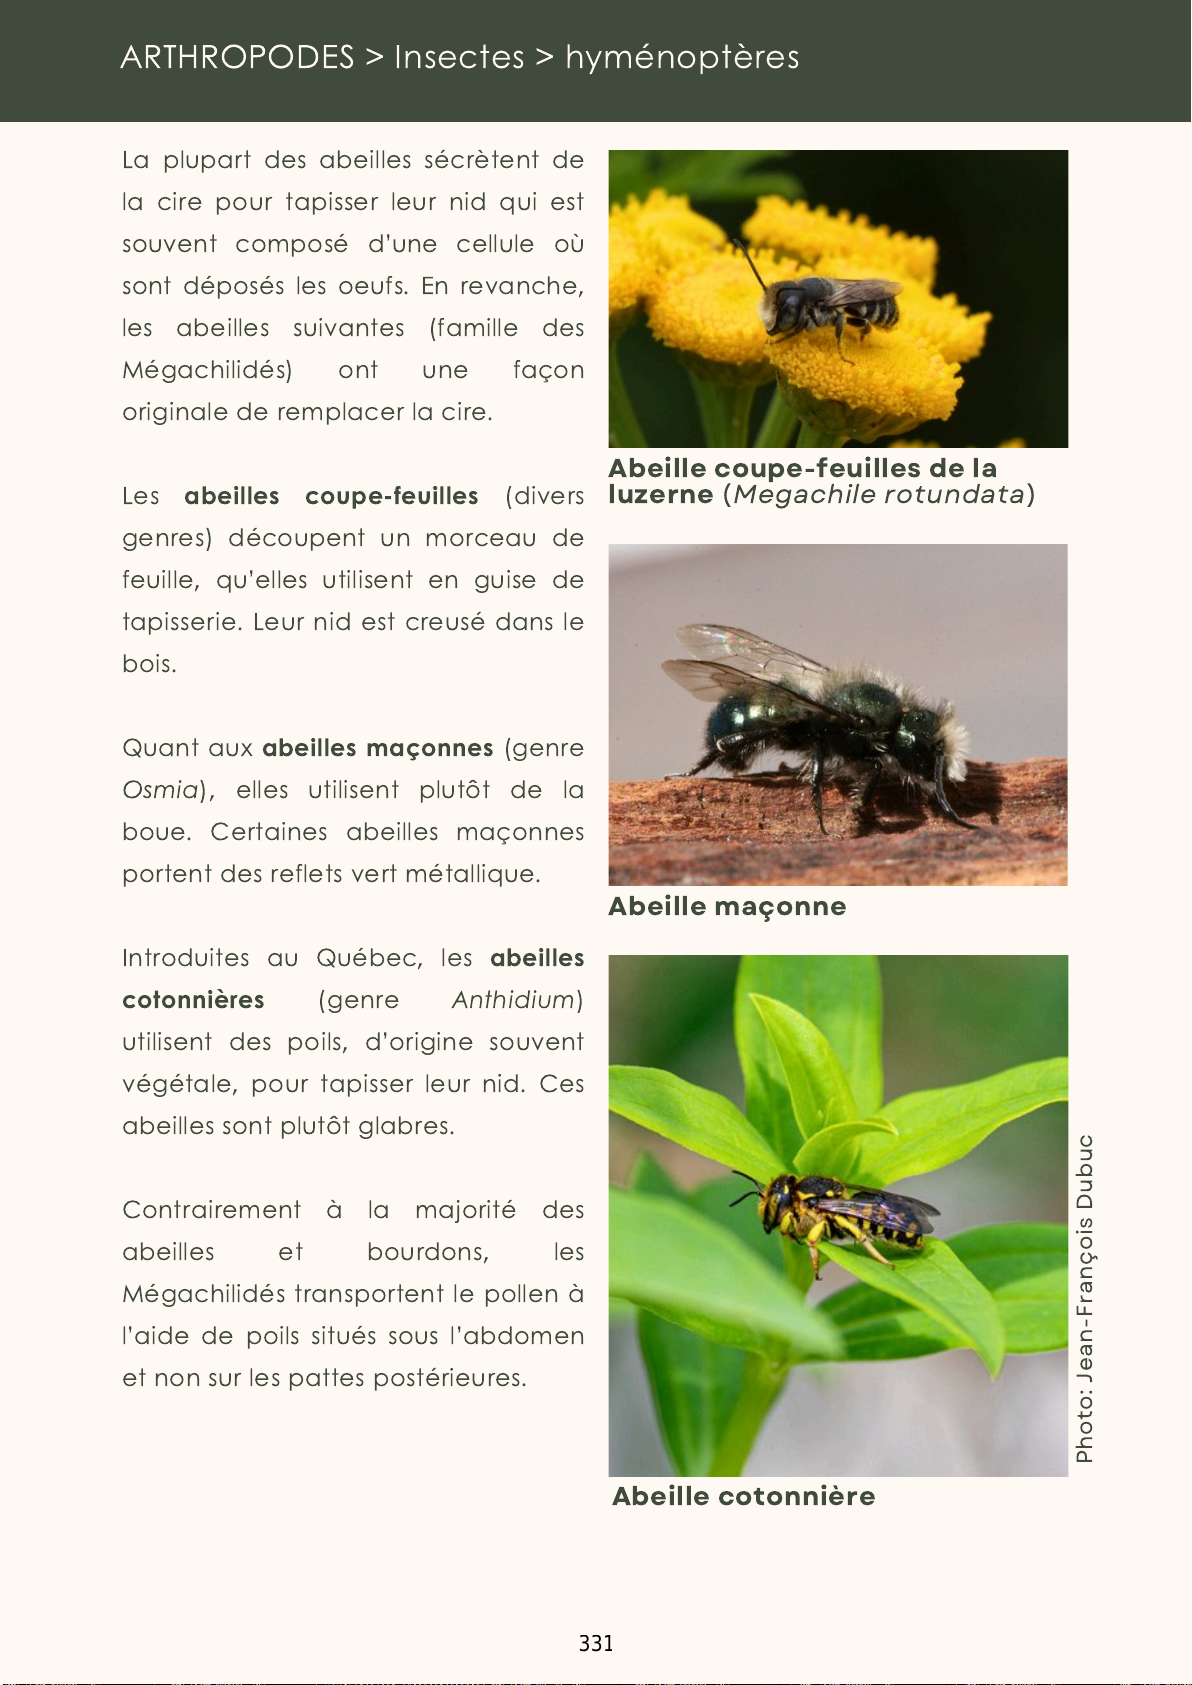 ARTHROPODES > Insectes > hyménoptères
La plupart des abeilles sécrètent de
la cire pour tapisser leur nid qui est
souvent composé d'une cellule où
sont déposés les oeufs. En revanche,
les abeilles suivantes (famille des
Mégachilidés) ont une façon
originale de remplacer la cire.
Les abeilles coupe-feuilles (divers
genres) découpent un morceau de
feuille, qu'elles utilisent en guise de
tapisserie. Leur nid est creusé dans le
bois.
Quant aux abeilles maçonnes (genre
Osmia), elles utilisent plutôt de la
boue. Certaines abeilles maçonnes
portent des reflets vert métallique.
Introduites au Québec, les abeilles
cotonnières (genre Anthidium)
utilisent des poils, d'origine souvent
végétale, pour tapisser leur nid. Ces
abeilles sont plutôt glabres.
Contrairement à la majorité des
abeilles et bourdons, les
Mégachilidés transportent le pollen à
l'aide de poils situés sous l'abdomen
et non sur les pattes postérieures.
Abeille coupe-feuilles de la
luzerne (Megachile rotundata)
Abeille maçonne
Photo: Jean-François Dubuc
Abeille cotonnière
331